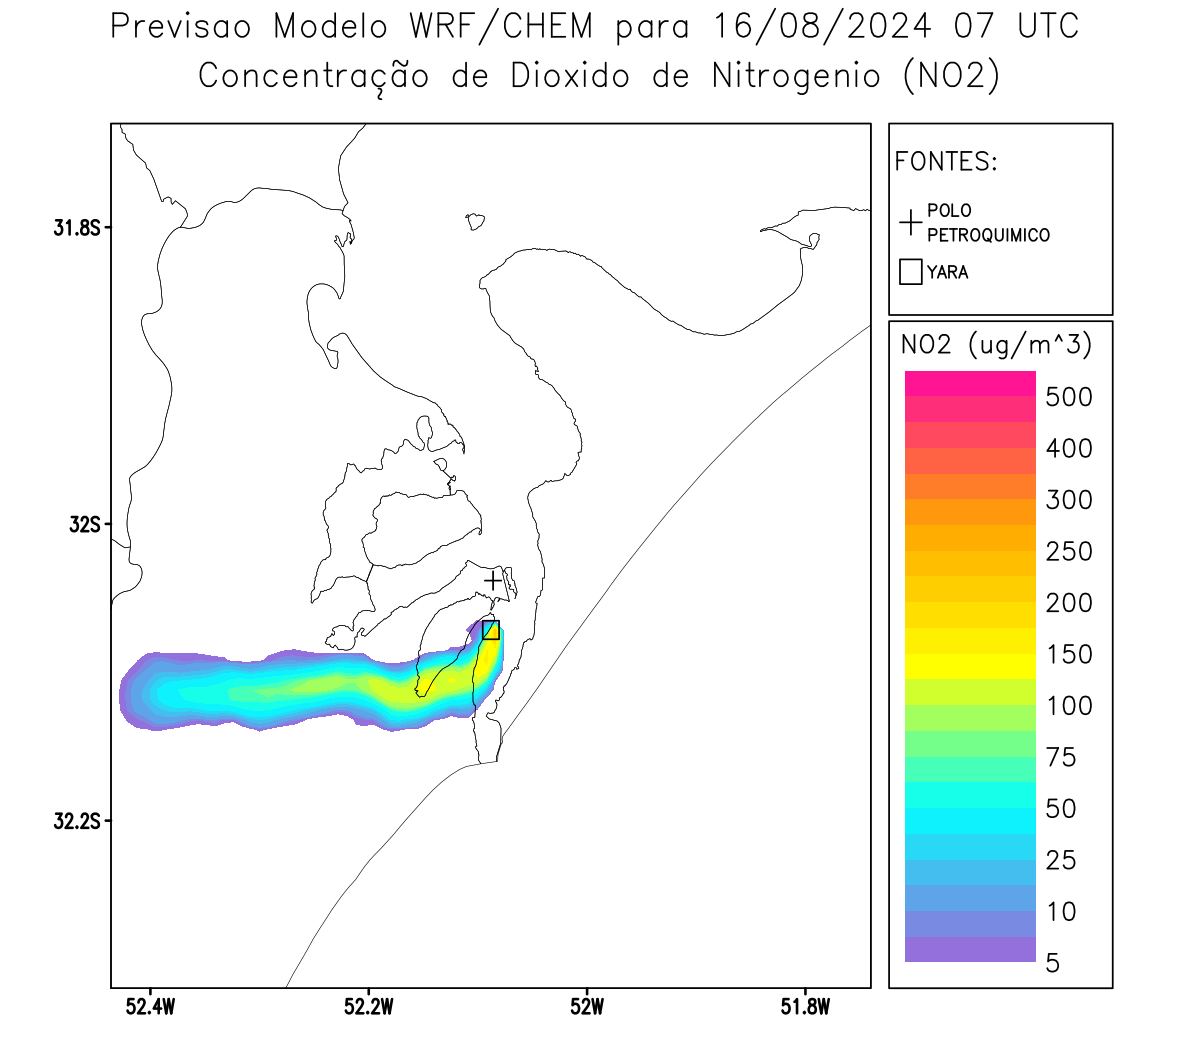 Previsao Modelo WRF/CHEM para 16/08/2024 07 UTC
Concentração de Dioxido de Nitrogenio (NO2)
FONTES:
POLO
PETROQUIMICO
YARA
NO2 (ug/m^3)
500
400
300
250
200
150
100
75
50
25
10
5
31.8S
32S
32.2S
52.4W
52.2W
52W
51.8W